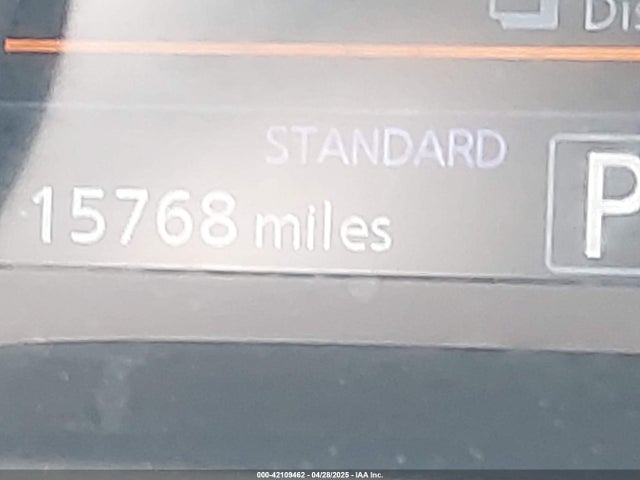 STANDARD
15768 miles
P
000-42109462 - 04/28/2025 - IAA Inc.